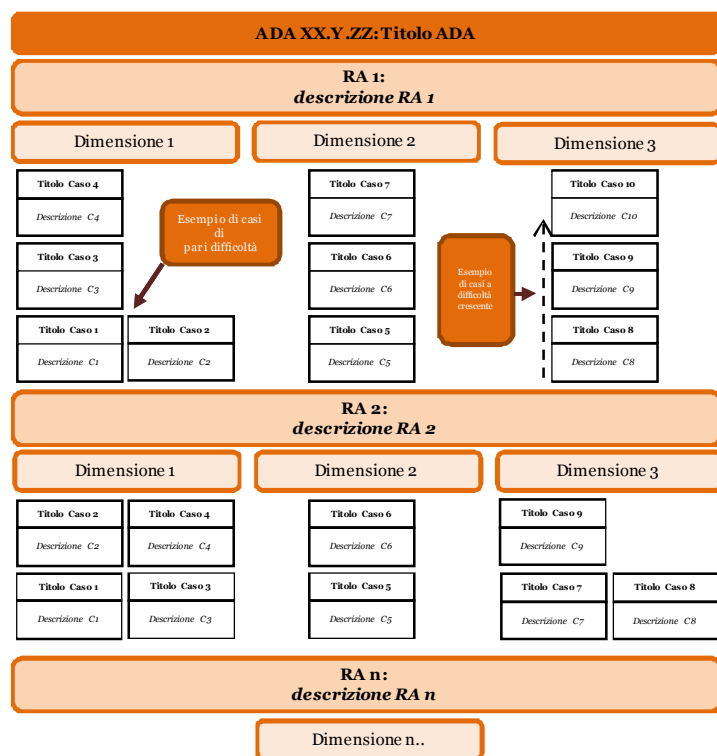 ADA XX.Y.ZZ: Titolo ADA
RA 1:
descrizione RA 1
Dimensione 1
Dimensione 2
Dimensione 3
Titolo Caso 4
Descrizione C4
Titolo Caso 3
Descrizione C3
Titolo Caso 1
Descrizione C1
Titolo Caso 2
Descrizione C2
Esempio di casi
di
pari difficoltà
Titolo Caso 7
Descrizione C7
Titolo Caso 6
Descrizione C6
Titolo Caso 5
Descrizione C5
Esempio
di casi a
difficoltà
crescente
Titolo Caso 10
Descrizione C10
Titolo Caso 9
Descrizione C9
Titolo Caso 8
Descrizione C8
RA 2:
descrizione RA 2
Dimensione 1
Dimensione 2
Dimensione 3
Titolo Caso 2
Descrizione C2
Titolo Caso 4
Descrizione C4
Titolo Caso 1
Descrizione C1
Titolo Caso 3
Descrizione C3
Titolo Caso 6
Descrizione C6
Titolo Caso 5
Descrizione C5
Titolo Caso 9
Descrizione C9
Titolo Caso 7
Descrizione C7
Titolo Caso 8
Descrizione C8
RA n:
descrizione RA n
Dimensione n..